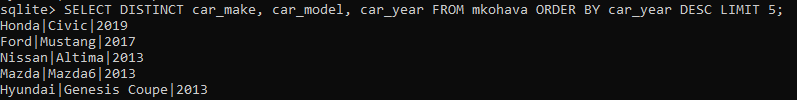 sqlite> SELECT DISTINCT car_make, car_model, car_year FROM mkohava ORDER BY car_year DESC LIMIT 5;
Honda|Civic|2019
Ford|Mustang|2017
Nissan|Altima|2013
Mazda|Mazda6|2013
Hyundai|Genesis Coupe|2013